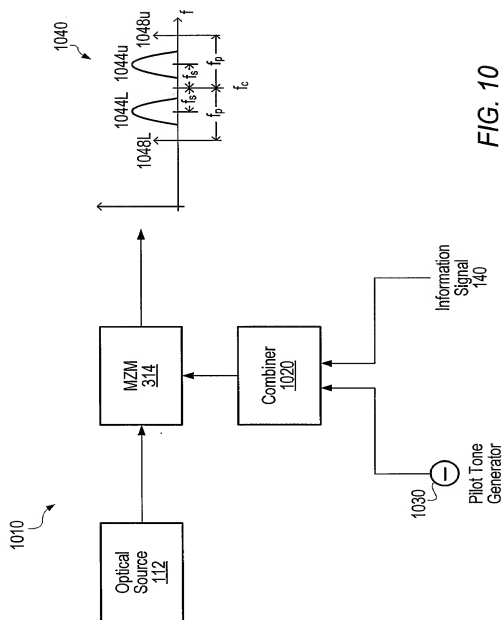 1010
Optical
Source
112
MZM
314
Combiner
1020
1030
Pilot Tone
Generator
Information
Signal
140
1040
1048L
1044L
1044u
1048u
f
fs
fs
fp
fp
fc
FIG. 10